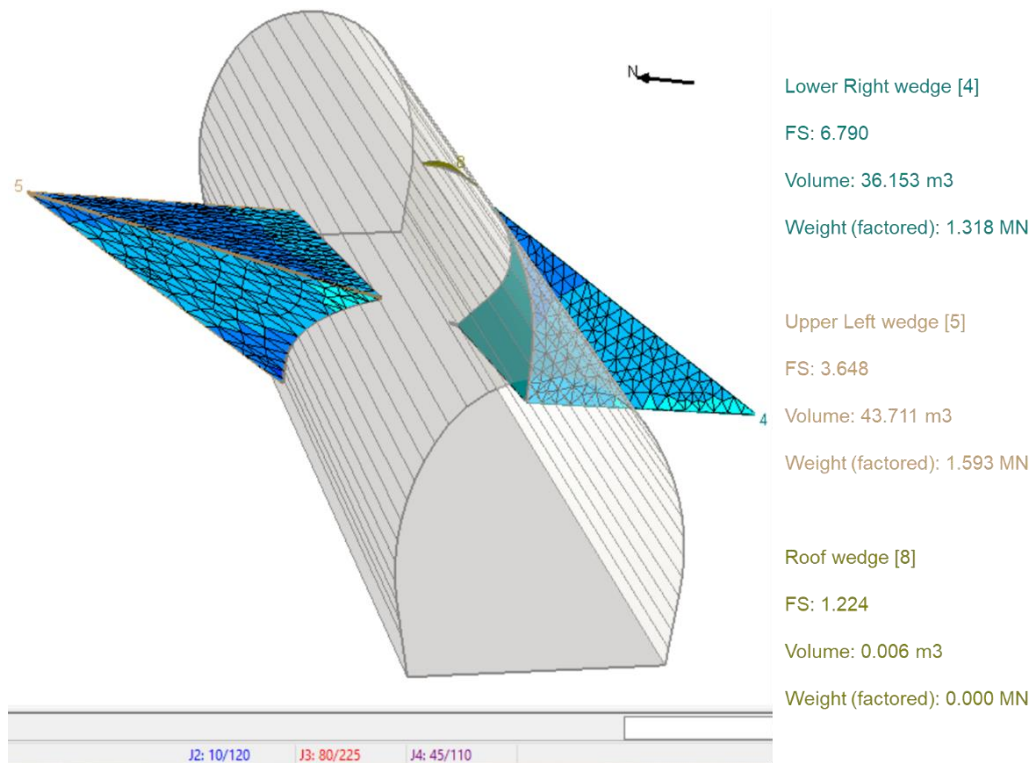 N
Lower Right wedge [4]
FS: 6.790
Volume: 36.153 m3
Weight (factored): 1.318 MN
8
5
Upper Left wedge [5]
FS: 3.648
Volume: 43.711 m3
4
Weight (factored): 1.593 MN
Roof wedge [8]
FS: 1.224
Volume: 0.006 m3
Weight (factored): 0.000 MN
J2: 10/120 J3: 80/225 J4: 45/110